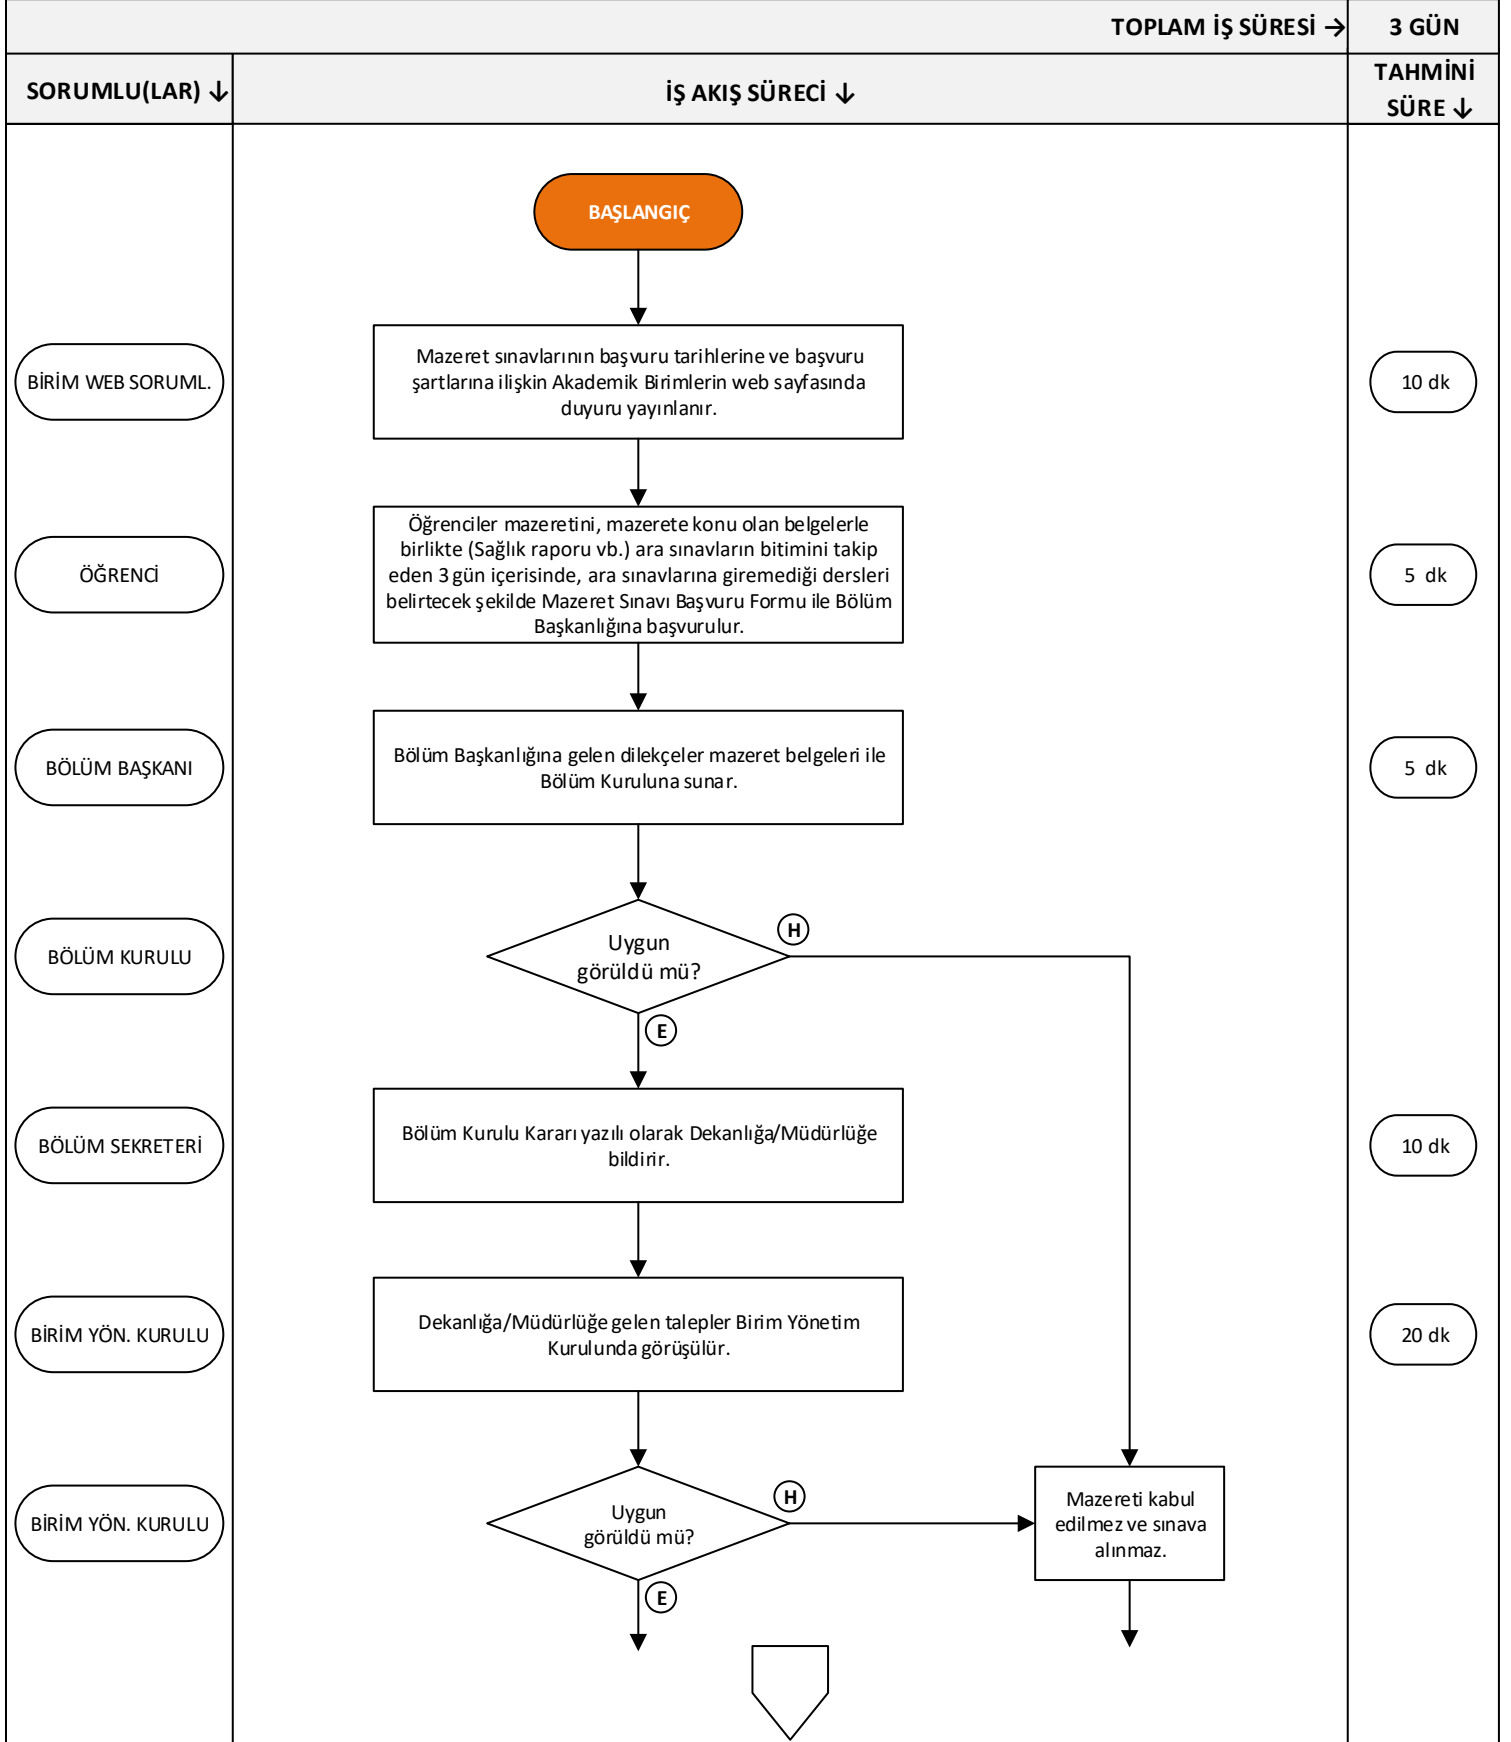 TOPLAM İŞ SÜRESİ →
3 GÜN
SORUMLU(LAR) ↓
İŞ AKIŞ SÜRECİ ↓
TAHMİNİ
SÜRE ↓
BAŞLANGIÇ
BİRİM WEB SORUML.
Mazeret sınavlarının başvuru tarihlerine ve başvuru
şartlarına ilişkin Akademik Birimlerin web sayfasında
duyuru yayınlanır.
10 dk
ÖĞRENCİ
Öğrenciler mazeretini, mazerete konu olan belgelerle
birlikte (Sağlık raporu vb.) ara sınavların bitimini takip
eden 3 gün içerisinde, ara sınavlarına giremediği dersleri
belirtecek şekilde Mazeret Sınavı Başvuru Formu ile Bölüm
Başkanlığına başvurulur.
5 dk
BÖLÜM BAŞKANI
Bölüm Başkanlığına gelen dilekçeler mazeret belgeleri ile
Bölüm Kuruluna sunar.
5 dk
BÖLÜM KURULU
Uygun
görüldü mü?
H
E
BÖLÜM SEKRETERİ
Bölüm Kurulu Kararı yazılı olarak Dekanlığa/Müdürlüğe
bildirir.
10 dk
BİRİM YÖN. KURULU
Dekanlığa/Müdürlüğe gelen talepler Birim Yönetim
Kurulunda görüşülür.
20 dk
BİRİM YÖN. KURULU
Uygun
görüldü mü?
H
E
Mazereti kabul
edilmez ve sınava
alınmaz.